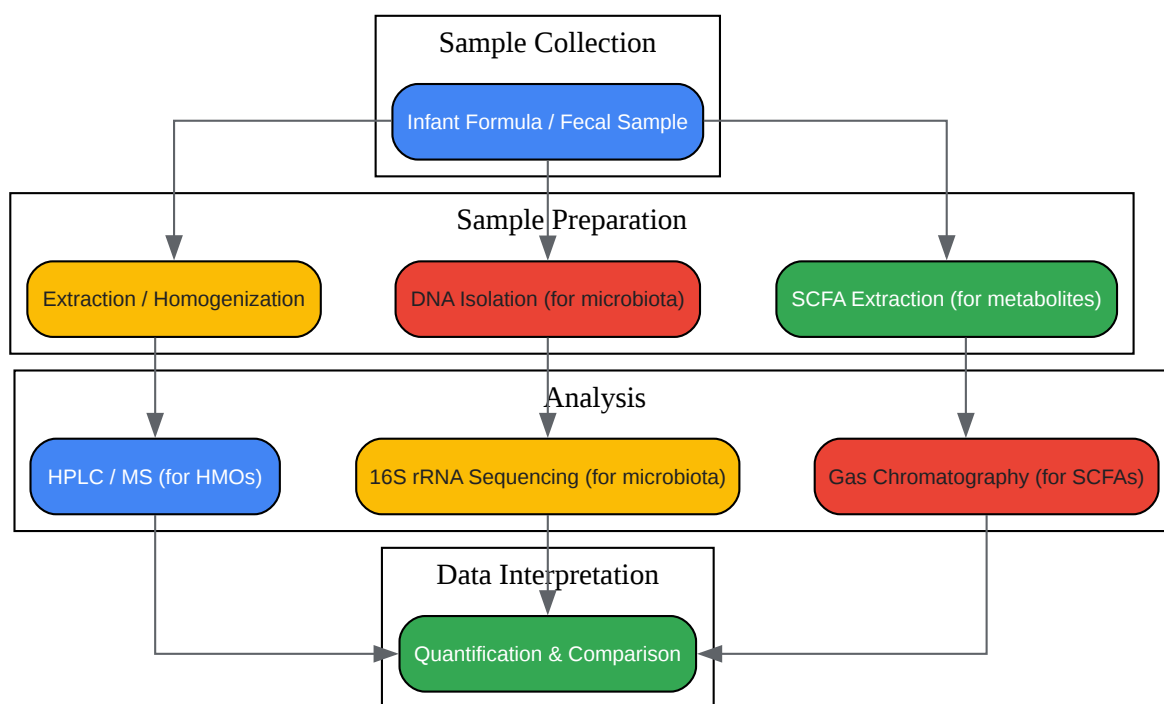 Sample Collection
Infant Formula / Fecal Sample
Sample Preparation
Extraction / Homogenization
DNA Isolation (for microbiota)
SCFA Extraction (for metabolites)
Analysis
HPLC / MS (for HMOs)
16S rRNA Sequencing (for microbiota)
Gas Chromatography (for SCFAs)
Data Interpretation
Quantification & Comparison